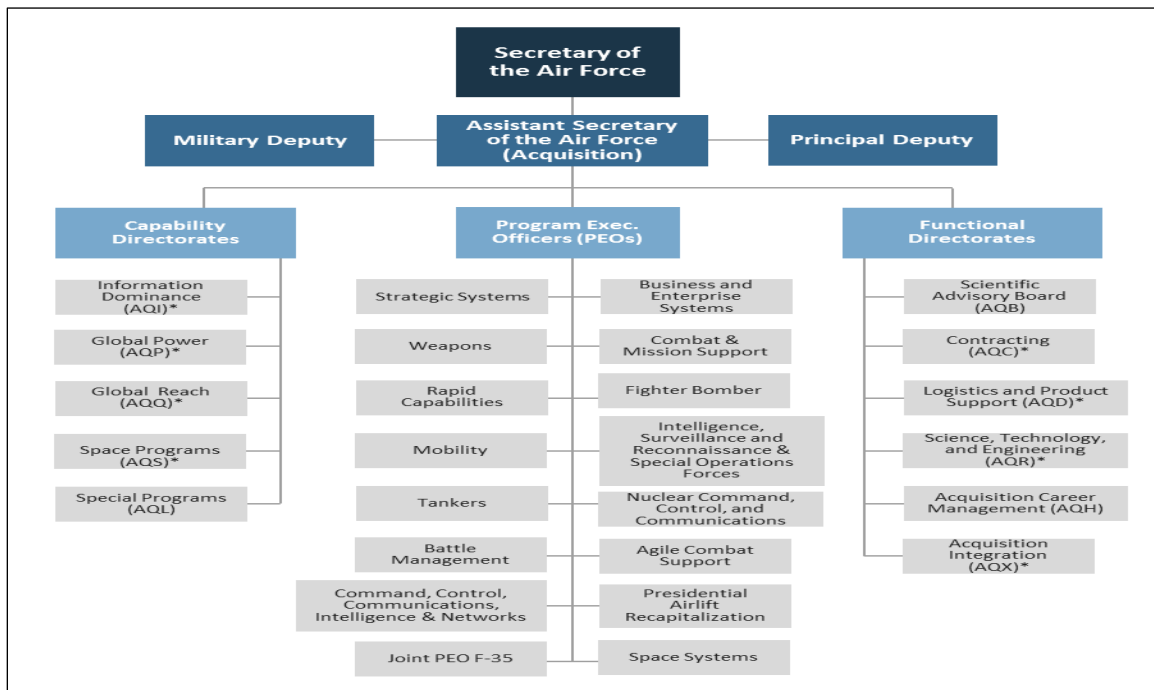 Secretary of
the Air Force
Military Deputy
Assistant Secretary
of the Air Force
(Acquisition)
Principal Deputy
Capability
Directorates
Program Exec.
Officers (PEOs)
Functional
Directorates
Information
Dominance
(AQI)*
Global Power
(AQP)*
Global Reach
(AQQ)*
Space Programs
(AQS)*
Special Programs
(AQL)
Strategic Systems
Business and
Enterprise
Systems
Weapons
Combat &
Mission Support
Rapid
Capabilities
Fighter Bomber
Mobility
Intelligence,
Surveillance and
Reconnaissance &
Special Operations
Forces
Tankers
Nuclear Command,
Control, and
Communications
Battle
Management
Agile Combat
Support
Command, Control,
Communications,
Intelligence & Networks
Presidential
Airlift
Recapitalization
Joint PEO F-35
Space Systems
Scientific
Advisory Board
(AQB)
Contracting
(AQC)*
Logistics and Product
Support (AQD)*
Science, Technology,
and Engineering
(AQR)*
Acquisition Career
Management (AQH)
Acquisition
Integration
(AQX)*